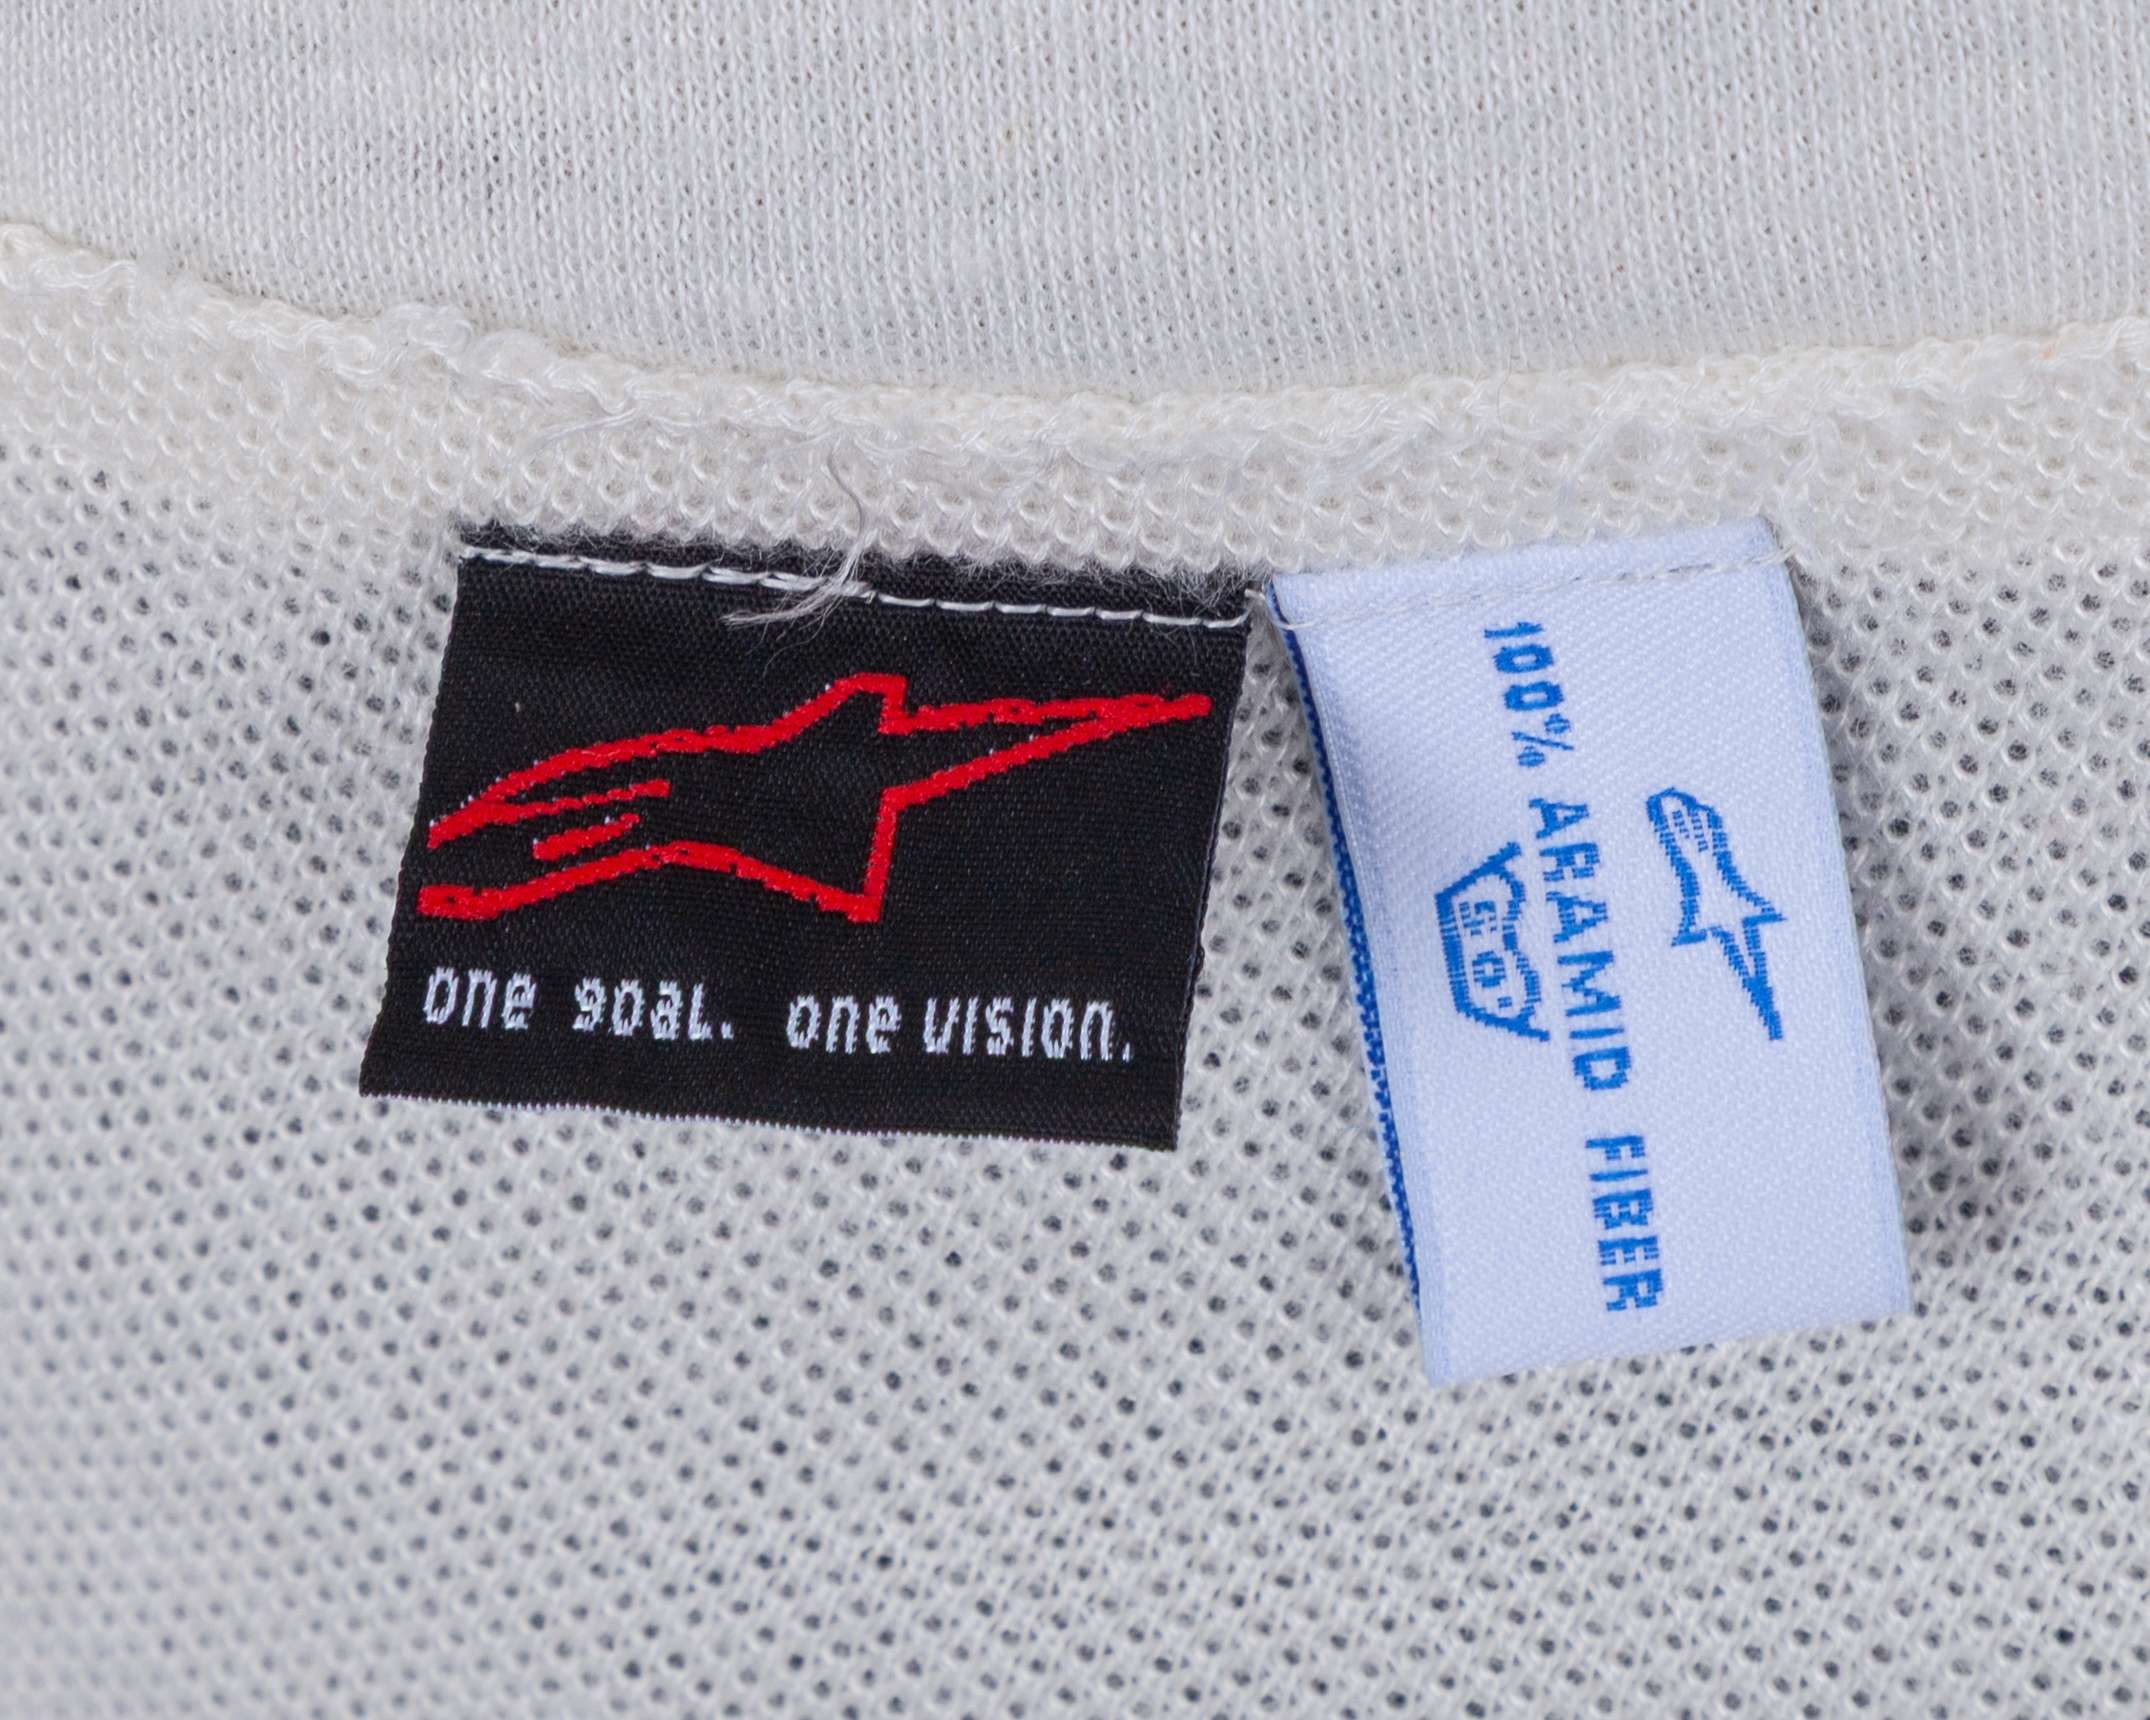 one goal. one vision.
100% ARAMID FIBER